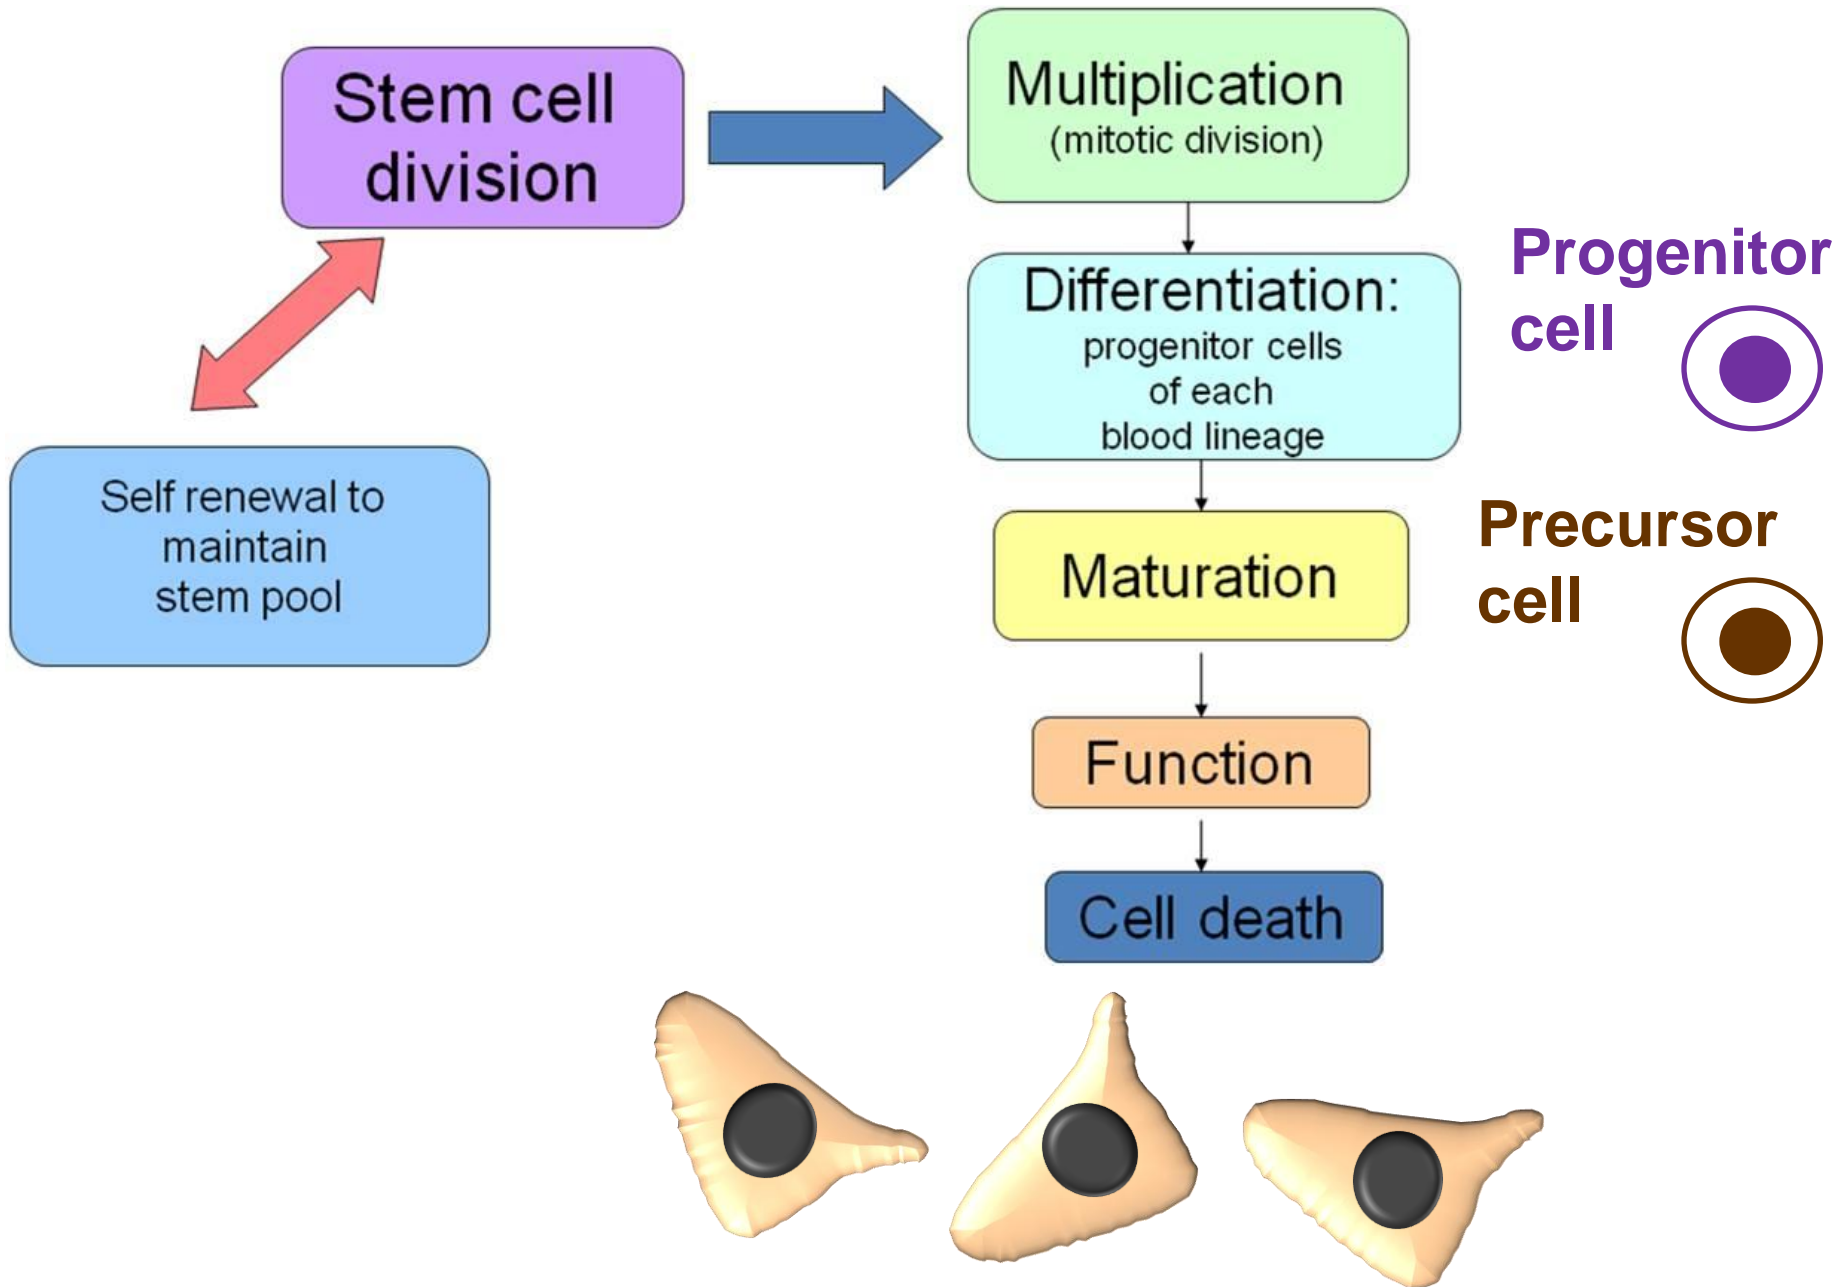 Stem cell
division
Multiplication
(mitotic division)
Differentiation:
progenitor cells
of each
blood lineage
Progenitor
cell
Self renewal to
maintain
stem pool
Maturation
Precursor
cell
Function
Cell death